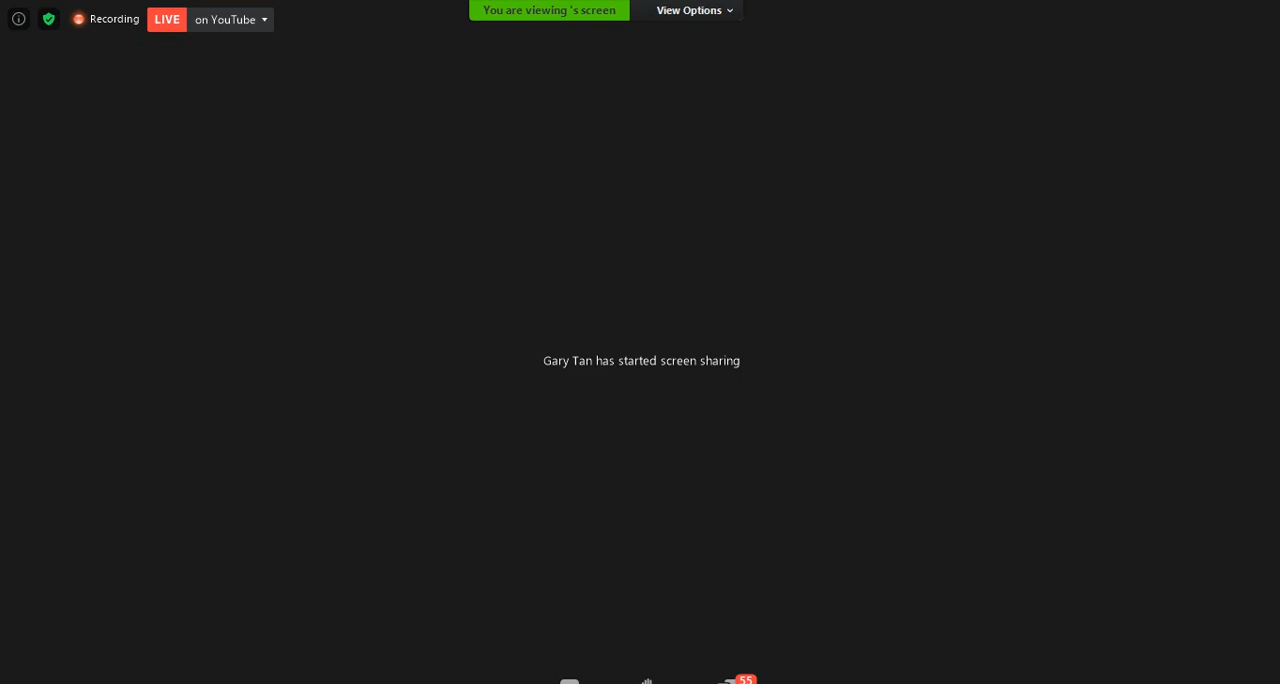 Recording
LIVE on YouTube
You are viewing 's screen
View Options
Gary Tan has started screen sharing
55